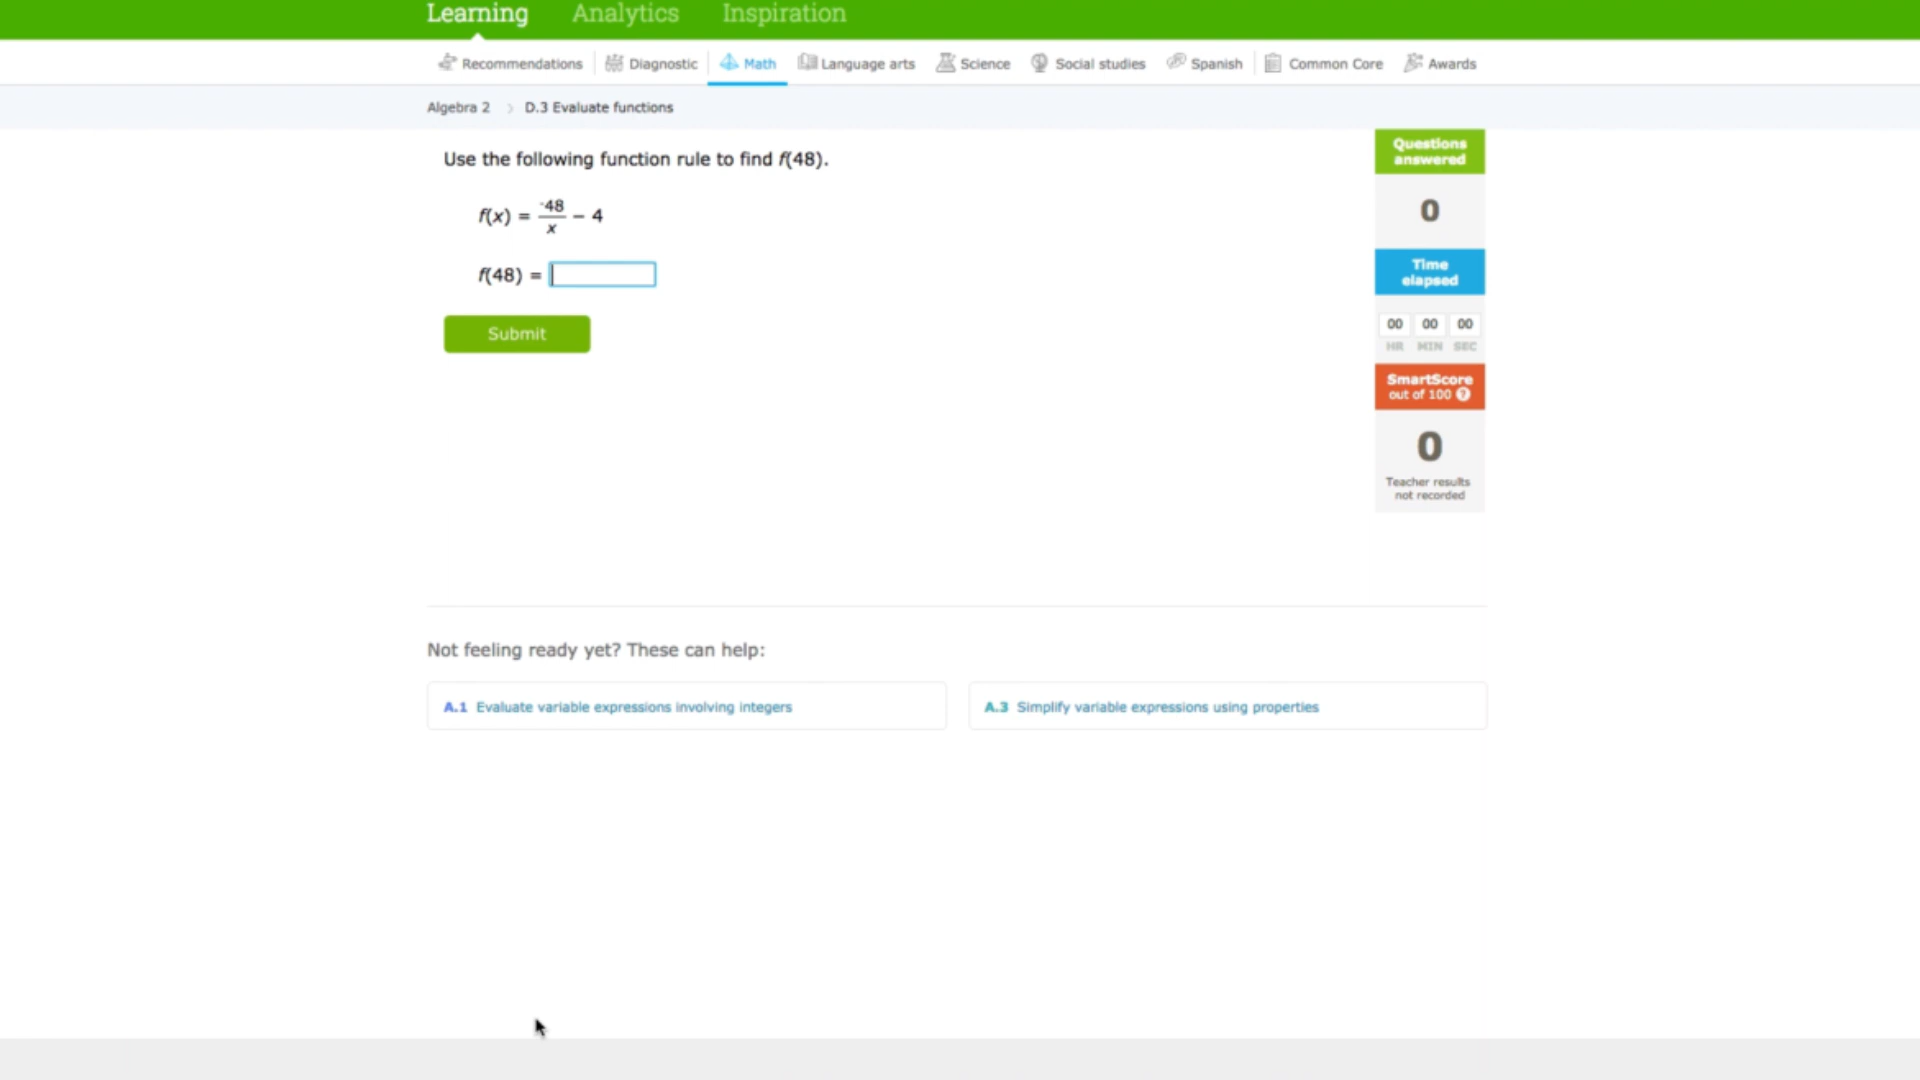 Learning Analytics Inspiration
Recommendations Diagnostic Math Language arts Science Social studies Spanish Common Core Awards
Algebra 2 > D.3 Evaluate functions
Use the following function rule to find f(48).
f(x) = -48/x − 4
f(48) =
Submit
Questions
answered
0
Time
elapsed
00 00 00
HR MIN SEC
SmartScore
out of 100 ?
0
Teacher results
not recorded
Not feeling ready yet? These can help:
A.1 Evaluate variable expressions involving integers
A.3 Simplify variable expressions using properties